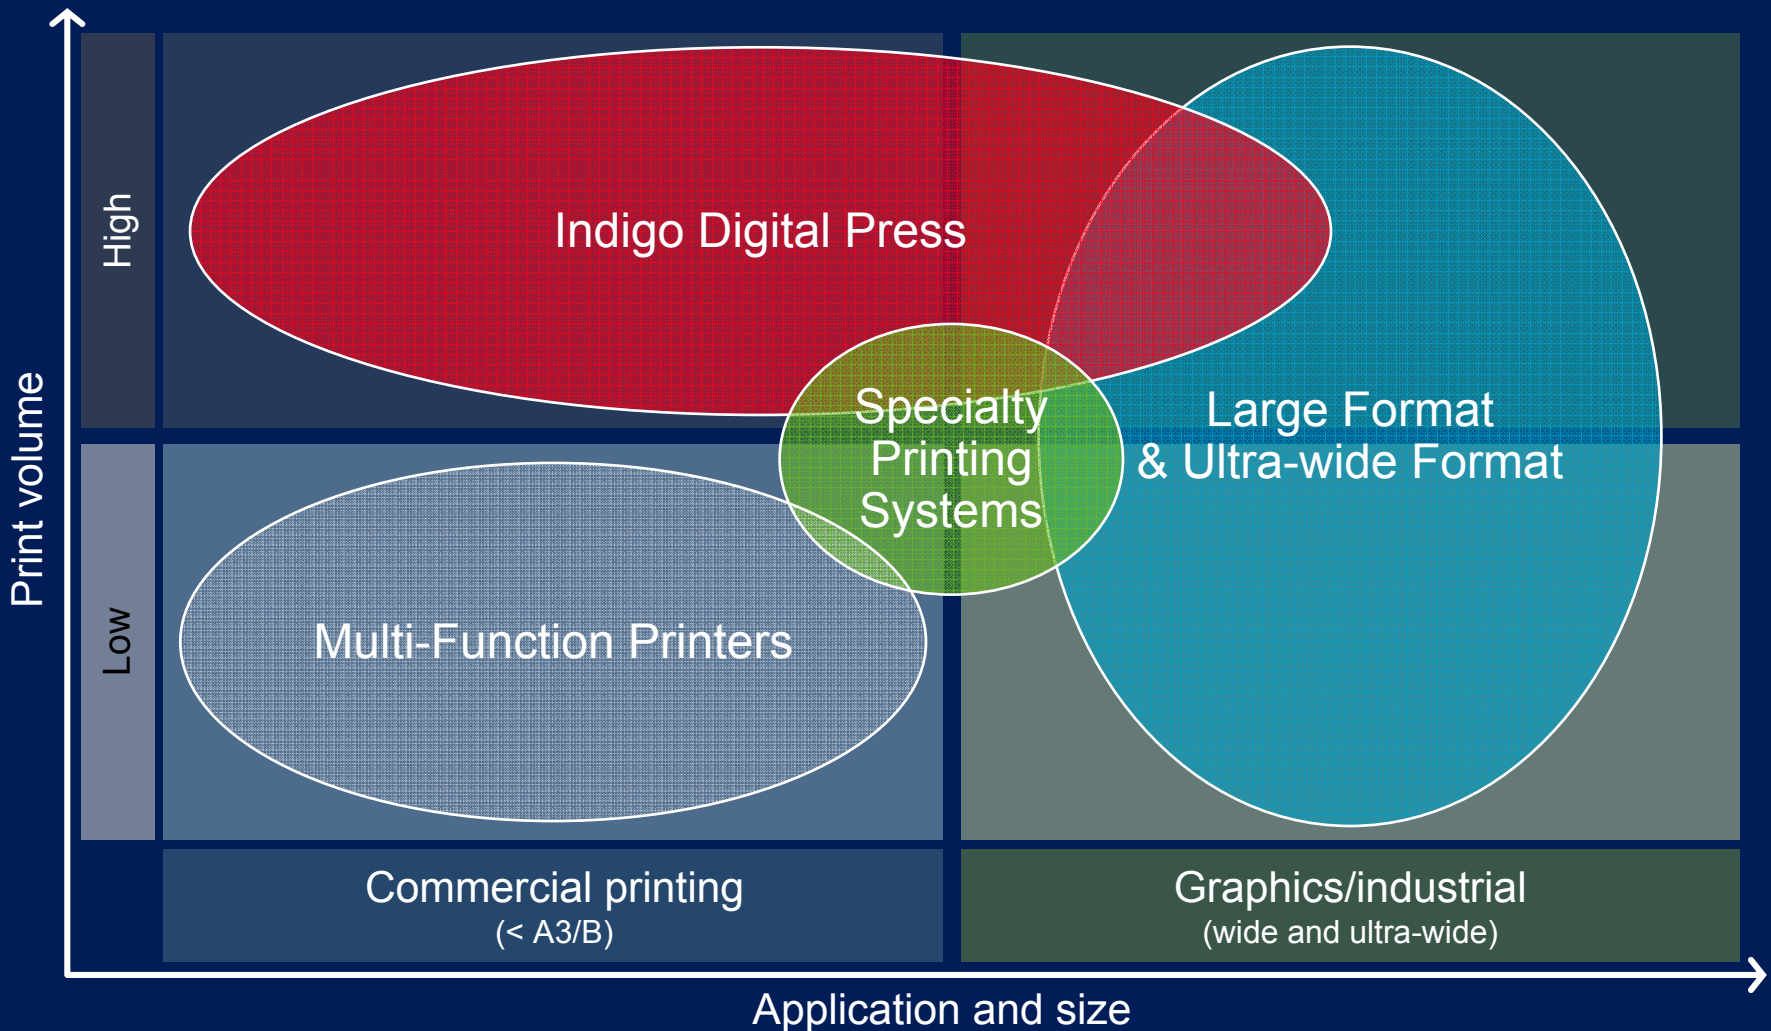 Print volume
High
Low
Indigo Digital Press
Specialty
Printing
Systems
Large Format
& Ultra-wide Format
Multi-Function Printers
Commercial printing
(< A3/B)
Graphics/industrial
(wide and ultra-wide)
Application and size